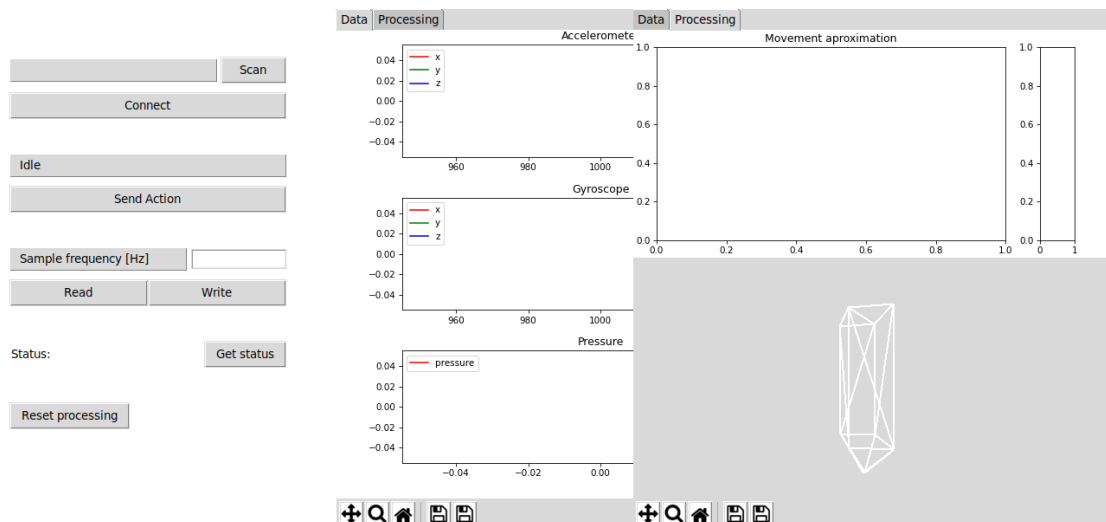 Scan
Connect
Idle
Send Action
Sample frequency [Hz]
Read Write
Status: Get status
Reset processing
Data Processing
Acceleromete
x
y
z
0.04
0.02
0.00
−0.02
−0.04
960 980 1000
Gyroscope
x
y
z
0.04
0.02
0.00
−0.02
−0.04
960 980 1000
Pressure
pressure
0.04
0.02
0.00
−0.02
−0.04
−0.04 −0.02 0.00
Data Processing
Movement aproximation
1.0
0.8
0.6
0.4
0.2
0.0
0.0 0.2 0.4 0.6 0.8 1.0
1.0
0.8
0.6
0.4
0.2
0.0
0 1